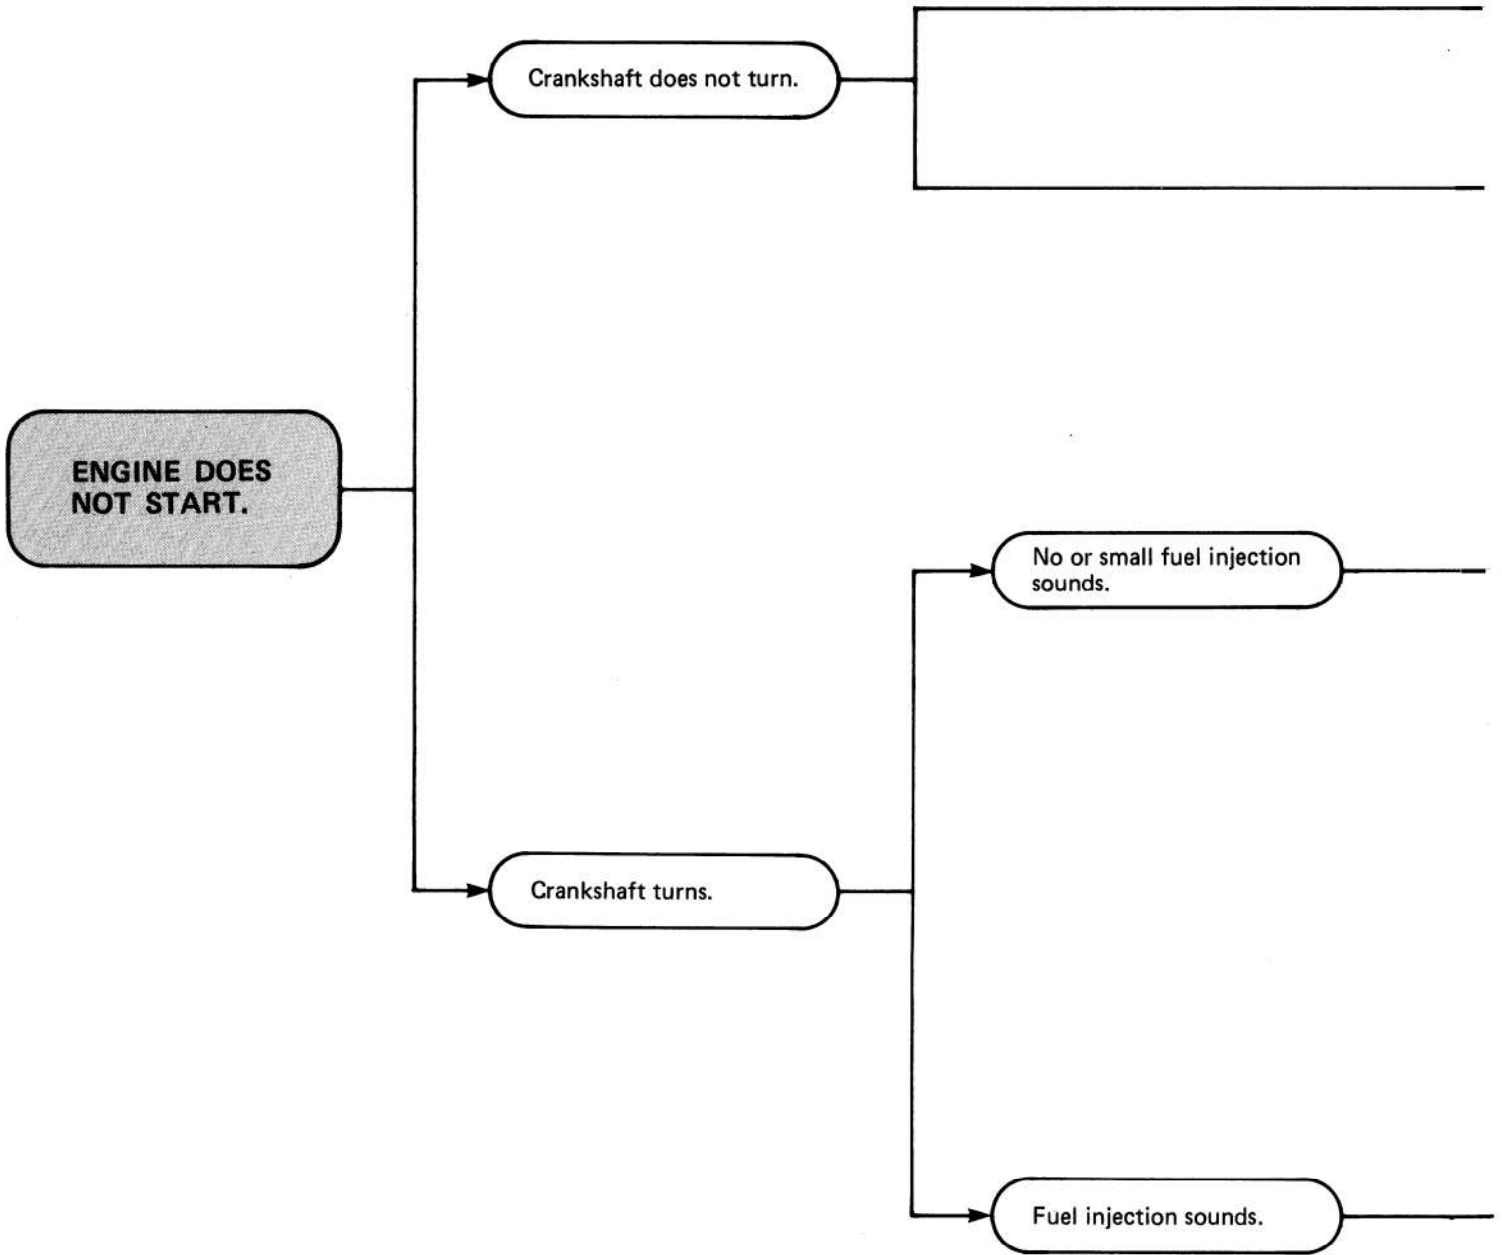 Crankshaft does not turn.
ENGINE DOES
NOT START.
No or small fuel injection
sounds.
Crankshaft turns.
Fuel injection sounds.